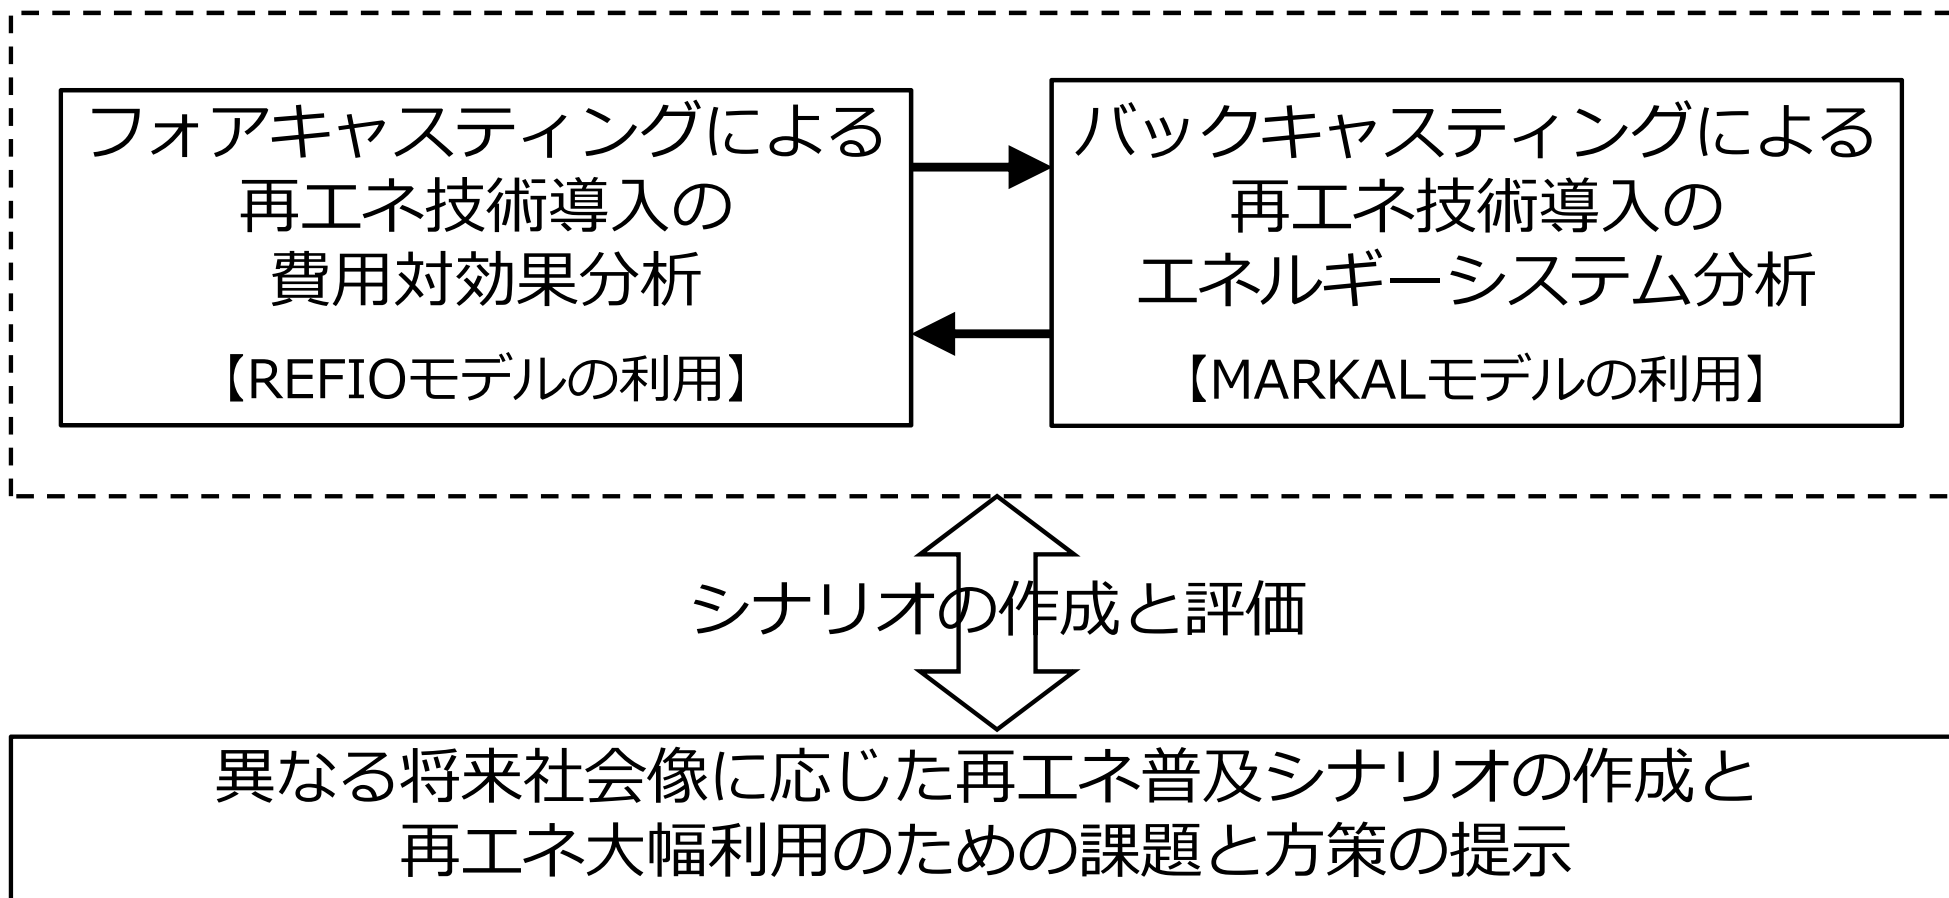 フォアキャスティングによる
再エネ技術導入の
費用対効果分析
【REFIOモデルの利用】
バックキャスティングによる
再エネ技術導入の
エネルギーシステム分析
【MARKALモデルの利用】
シナリオの作成と評価
異なる将来社会像に応じた再エネ普及シナリオの作成と
再エネ大幅利用のための課題と方策の提示